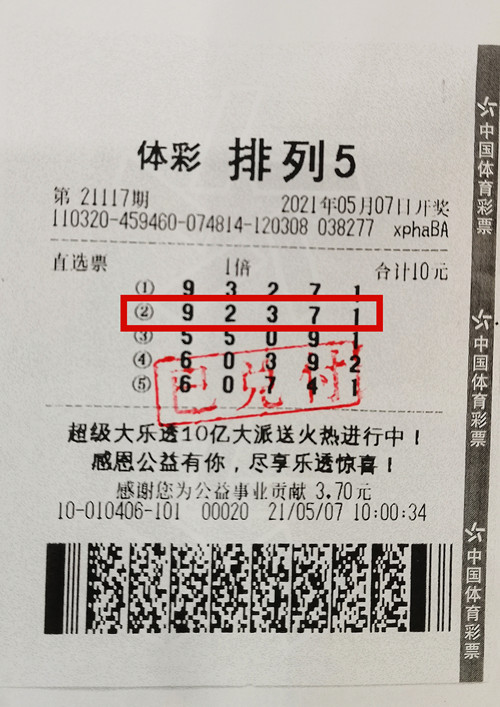 体彩 排列5
第 21117期 2021年05月07日开奖
110320-459460-074814-120308 038277 xphaBA
直选票 1倍 合计10元
① 9 3 2 7 1
② 9 2 3 7 1
③ 5 5 0 9 1
④ 6 0 3 9 2
⑤ 6 0 7 4 1
已兑付
超级大乐透10亿大派送火热进行中！
感恩公益有你，尽享乐透惊喜！
感谢您为公益事业贡献 3.70元
10-010406-101 00020 21/05/07 10:00:34
中国体育彩票
中国体育彩票
中国体育彩票